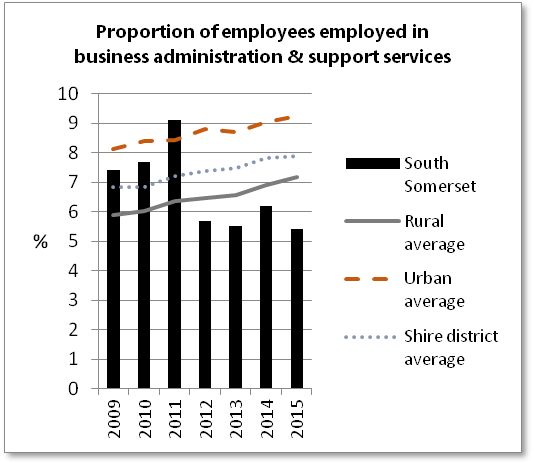 Proportion of employees employed in
business administration & support services
10
9
8
7
6
5
4
3
2
1
0
%
2009
2010
2011
2012
2013
2014
2015
South
Somerset
Rural
average
Urban
average
Shire district
average